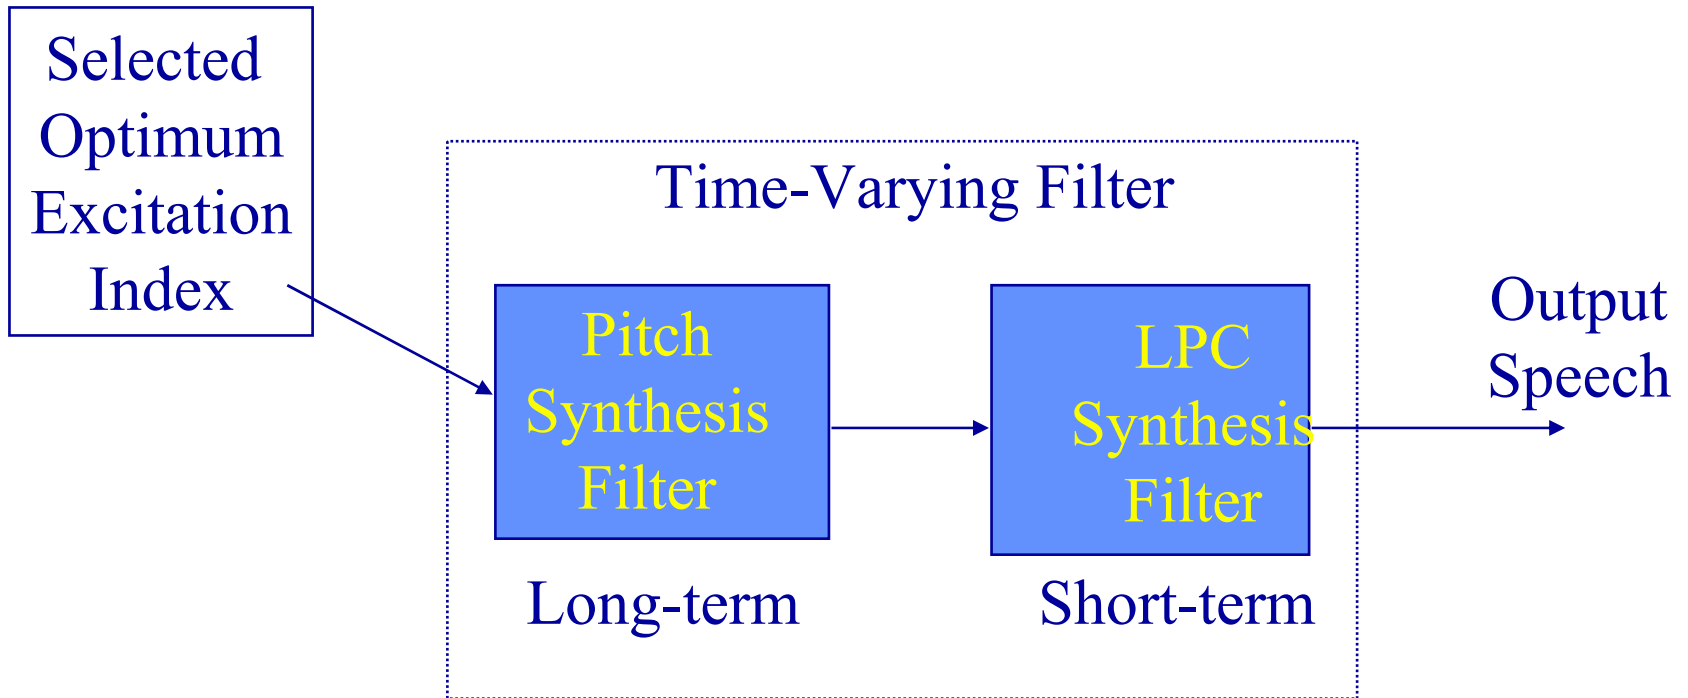 Selected
Optimum
Excitation
Index
Time-Varying Filter
Pitch
Synthesis
Filter
Long-term
LPC
Synthesis
Filter
Short-term
Output
Speech